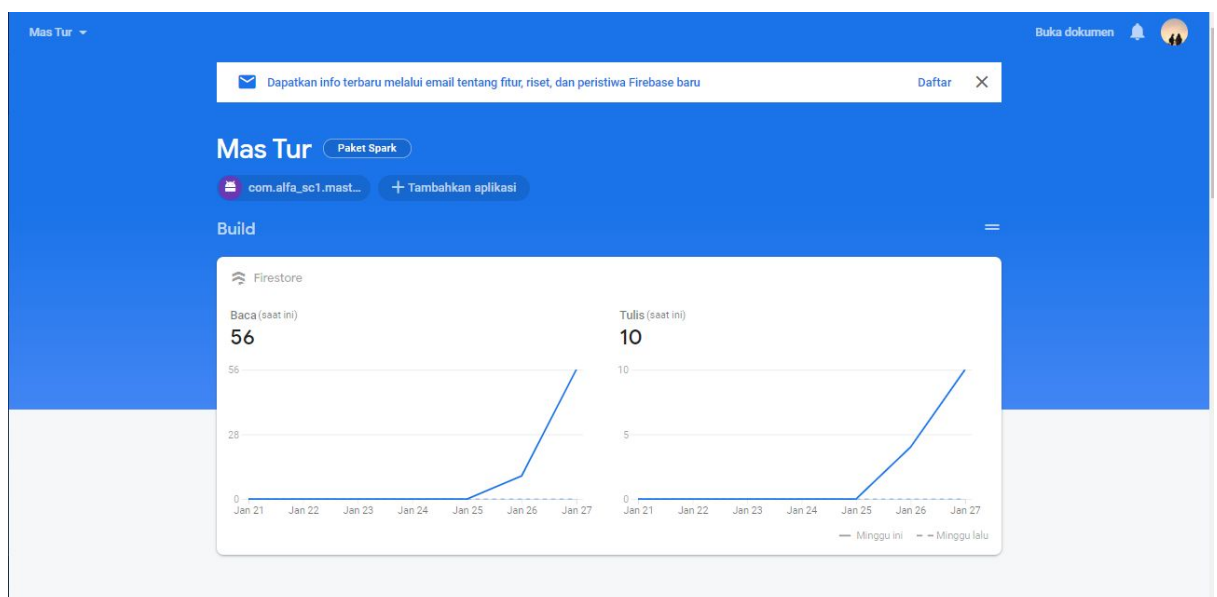 Mas Tur
Buka dokumen
Dapatkan info terbaru melalui email tentang fitur, riset, dan peristiwa Firebase baru
Daftar
Mas Tur
Paket Spark
com.alfa_sc1.mast...
+ Tambahkan aplikasi
Build
Firestore
Baca (saat ini)
56
56
28
0
Jan 21 Jan 22 Jan 23 Jan 24 Jan 25 Jan 26 Jan 27
Tulis (saat ini)
10
10
5
0
Jan 21 Jan 22 Jan 23 Jan 24 Jan 25 Jan 26 Jan 27
Minggu ini
Minggu lalu